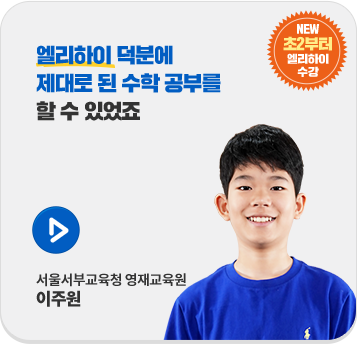 엘리하이 덕분에
제대로 된 수학 공부를
할 수 있었죠
NEW
초2부터
엘리하이
수강
서울서부교육청 영재교육원
이주원